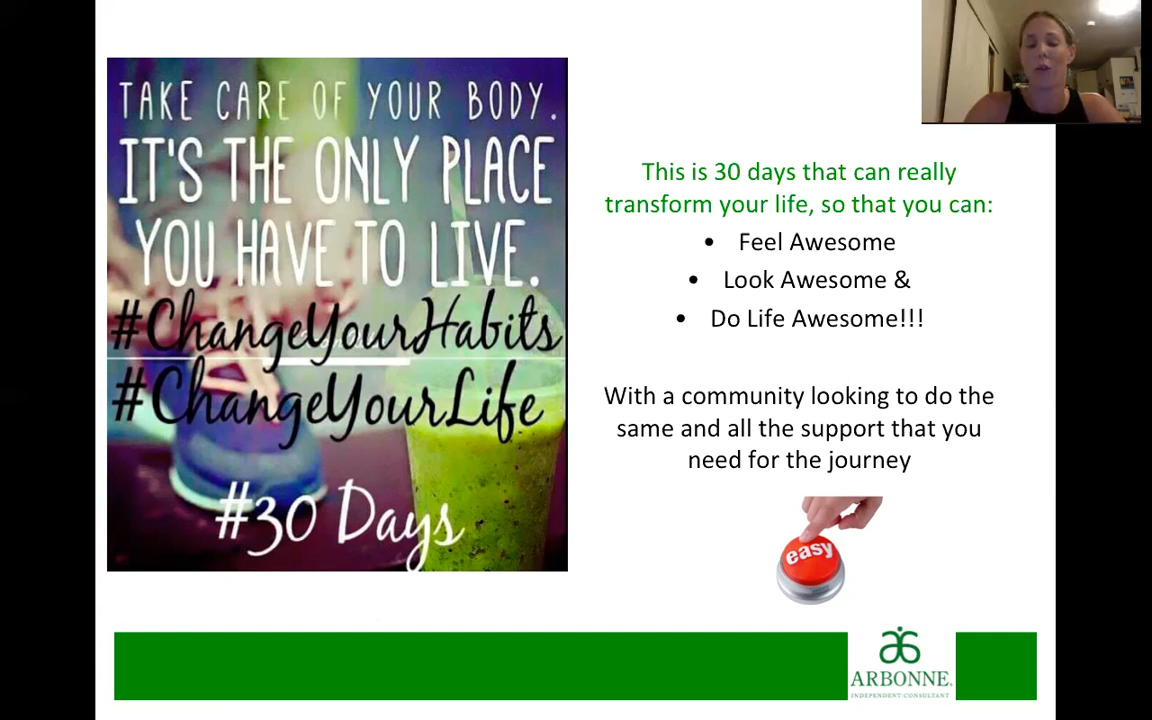 TAKE CARE OF YOUR BODY.
IT'S THE ONLY PLACE
YOU HAVE TO LIVE.
#ChangeYourHabits
#ChangeYourLife
#30 Days
This is 30 days that can really
transform your life, so that you can:
• Feel Awesome
• Look Awesome &
• Do Life Awesome!!!
With a community looking to do the
same and all the support that you
need for the journey
easy
ARBONNE.
INDEPENDENT CONSULTANT